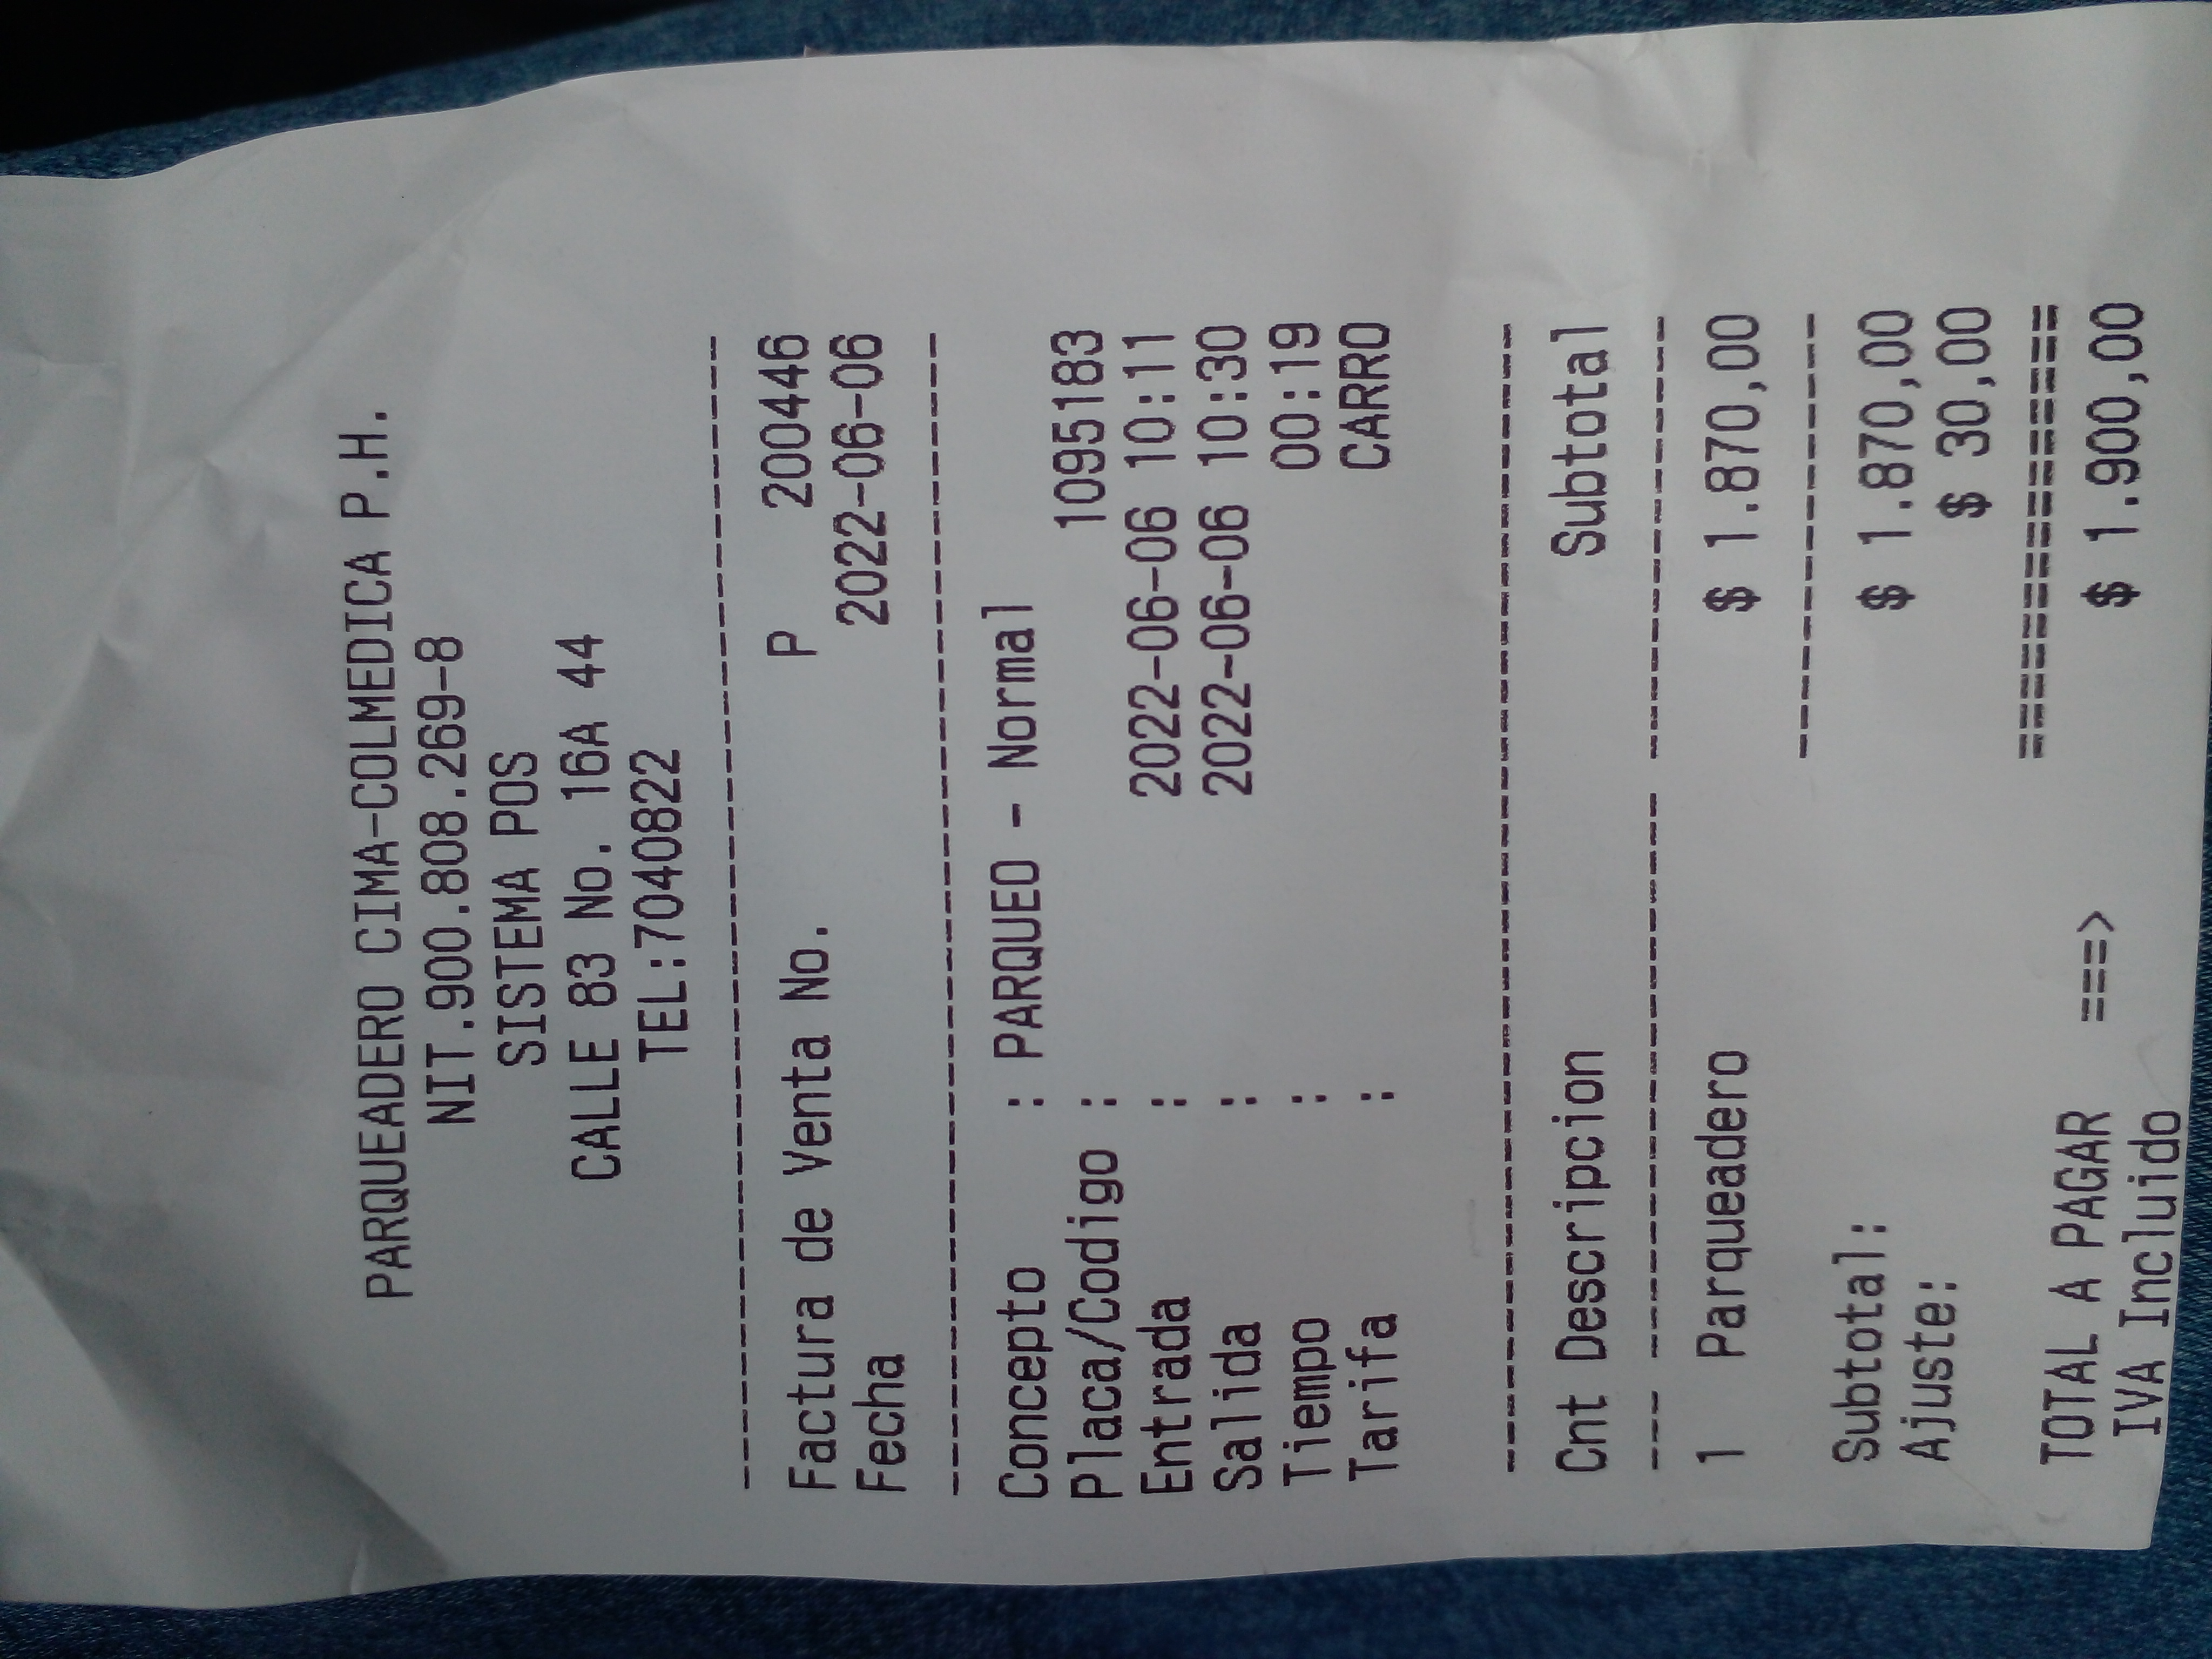 PARQUEADERO CIMA-COLMEDICA P.H.
NIT.900.808.269-8
SISTEMA POS
CALLE 83 No. 16A 44
TEL:7040822
----------------------------------------
Factura de Venta No. P 200446
Fecha 2022-06-06
----------------------------------------
Concepto : PARQUEO - Normal
Placa/Codigo : 1095183
Entrada : 2022-06-06 10:11
Salida : 2022-06-06 10:30
Tiempo : 00:19
Tarifa : CARRO
----------------------------------------
Cnt Descripcion Subtotal
--- -------------------- ----------------
1 Parqueadero $ 1.870,00
----------------
Subtotal: $ 1.870,00
Ajuste: $ 30,00
================
TOTAL A PAGAR ===> $ 1.900,00
IVA Incluido